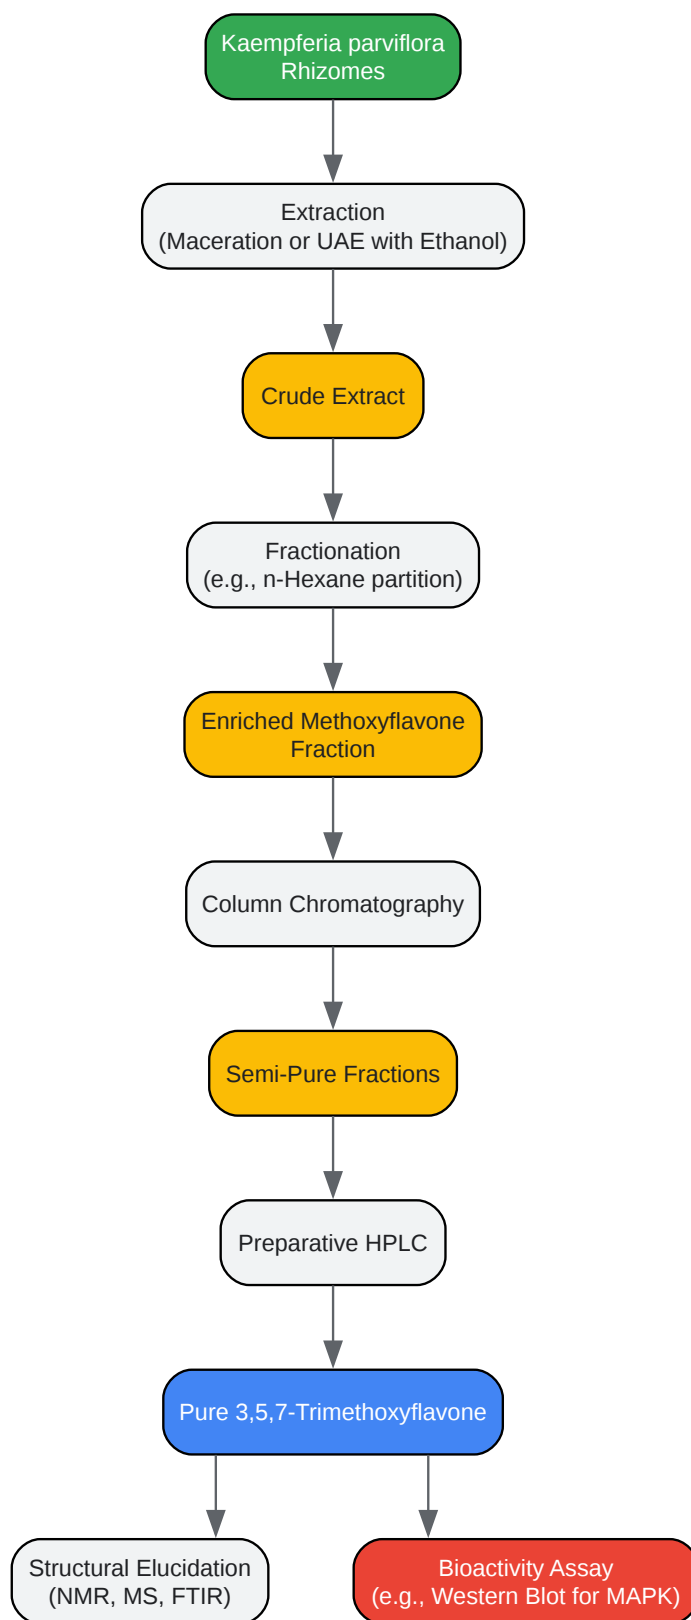 Kaempferia parviflora
Rhizomes
Extraction
(Maceration or UAE with Ethanol)
Crude Extract
Fractionation
(e.g., n-Hexane partition)
Enriched Methoxyflavone
Fraction
Column Chromatography
Semi-Pure Fractions
Preparative HPLC
Pure 3,5,7-Trimethoxyflavone
Structural Elucidation
(NMR, MS, FTIR)
Bioactivity Assay
(e.g., Western Blot for MAPK)